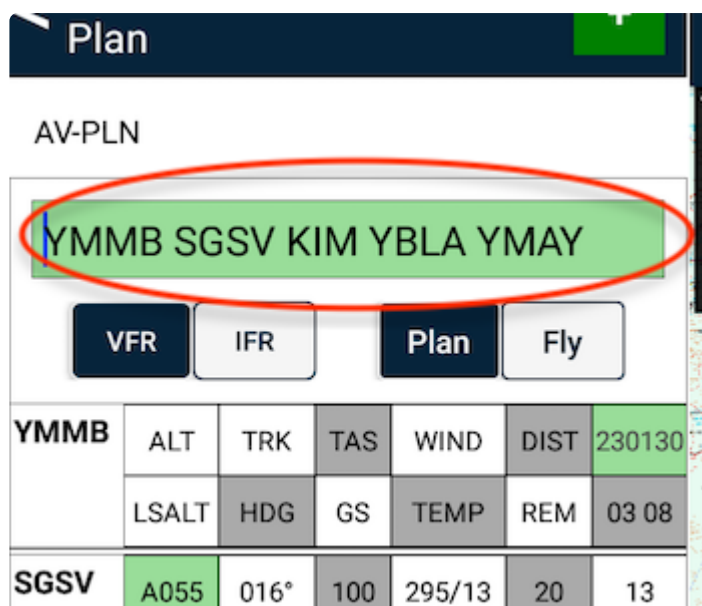 Plan
AV-PLN
YMMB SGSV KIM YBLA YMAY
VFR IFR Plan Fly
YMMB ALT TRK TAS WIND DIST 230130
LSALT HDG GS TEMP REM 03 08
SGSV A055 016° 100 295/13 20 13